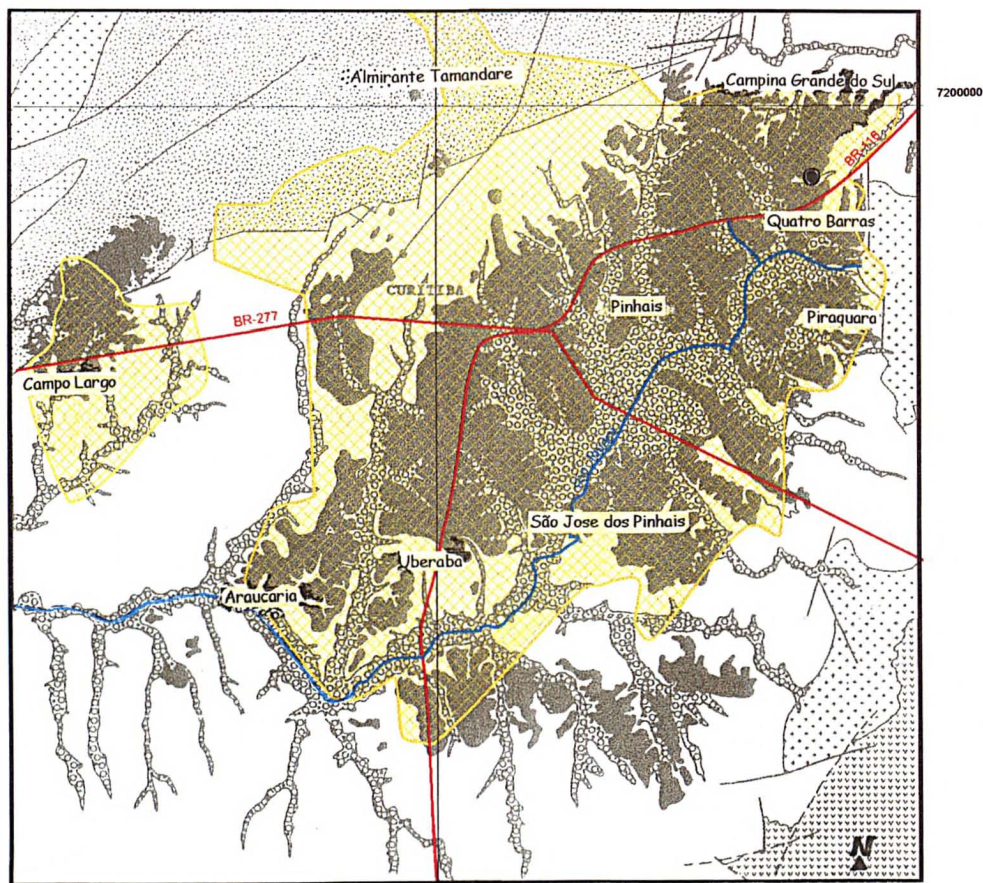 Almirante Tamandare
Campina Grande do Sul
7200000
BR-116
Quatro Barras
CURITIBA
Pinhais
Piraquara
BR-277
Campo Largo
São Jose dos Pinhais
Uberaba
Araucaria
N